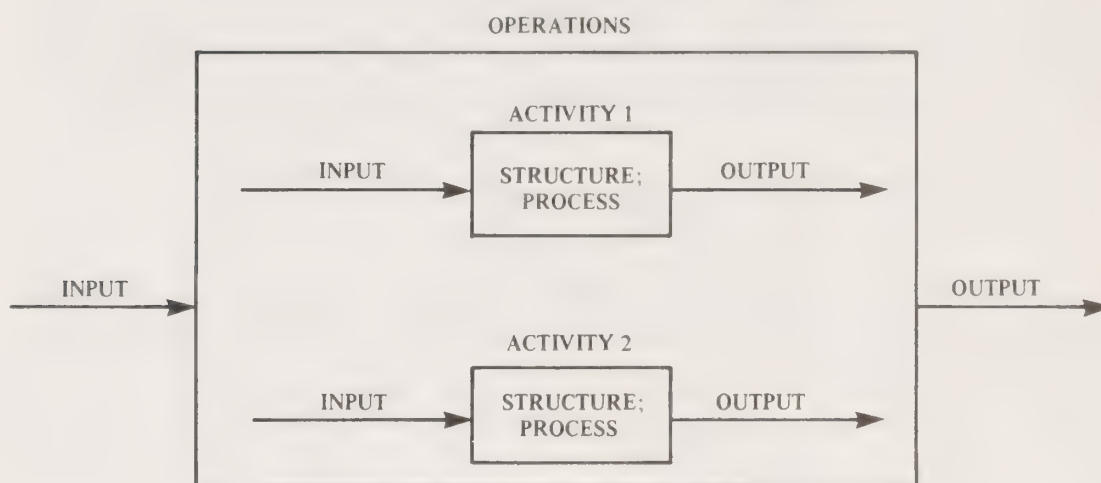 OPERATIONS
ACTIVITY 1
INPUT
STRUCTURE;
PROCESS
OUTPUT
INPUT
OUTPUT
ACTIVITY 2
INPUT
STRUCTURE;
PROCESS
OUTPUT